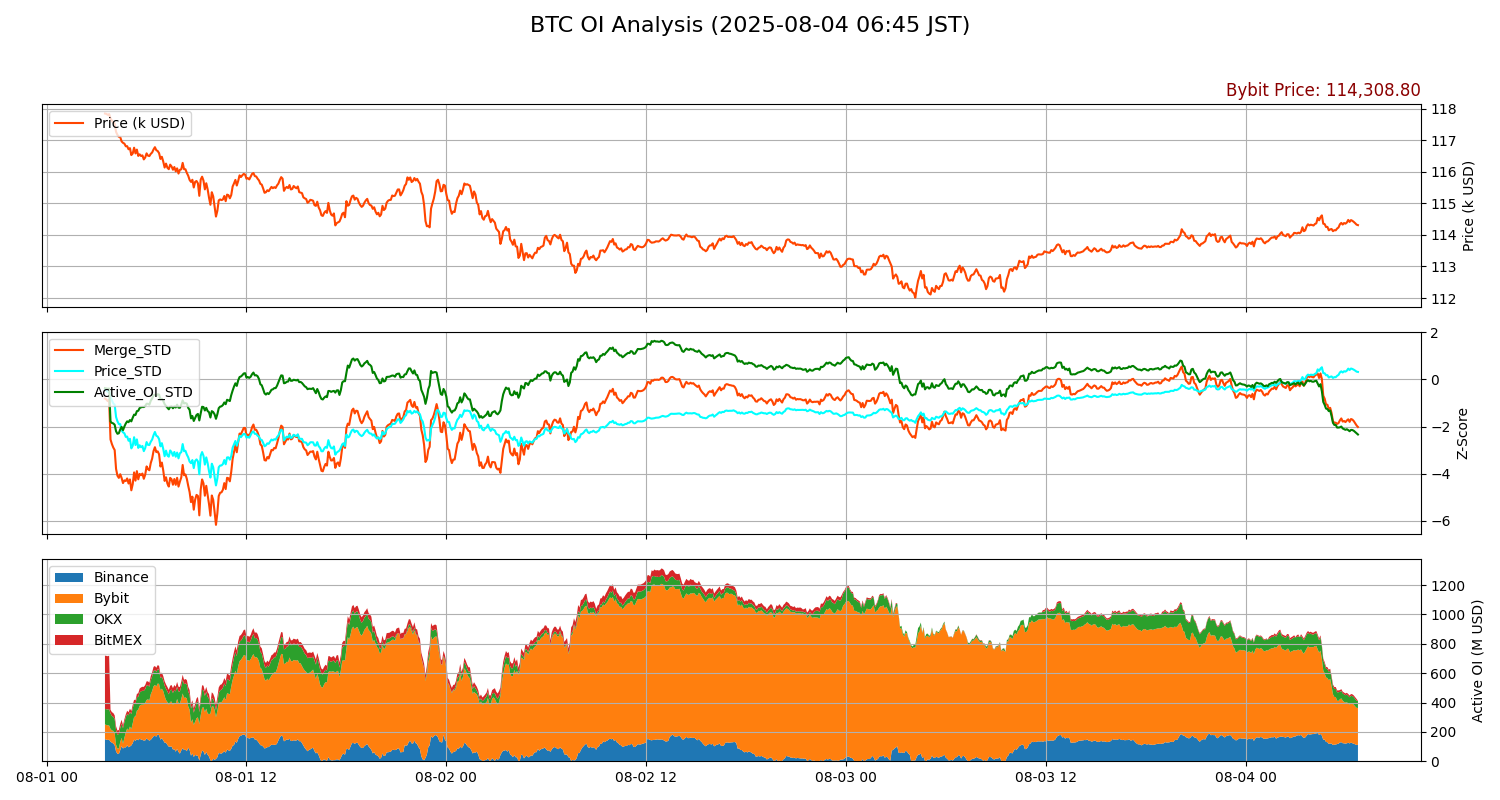 BTC OI Analysis (2025-08-04 06:45 JST)
Bybit Price: 114,308.80
Price (k USD)
118
117
116
115
114
113
112
Price (k USD)
Merge_STD
Price_STD
Active_OI_STD
2
0
−2
−4
−6
Z-Score
Binance
Bybit
OKX
BitMEX
1200
1000
800
600
400
200
0
Active OI (M USD)
08-01 00
08-01 12
08-02 00
08-02 12
08-03 00
08-03 12
08-04 00